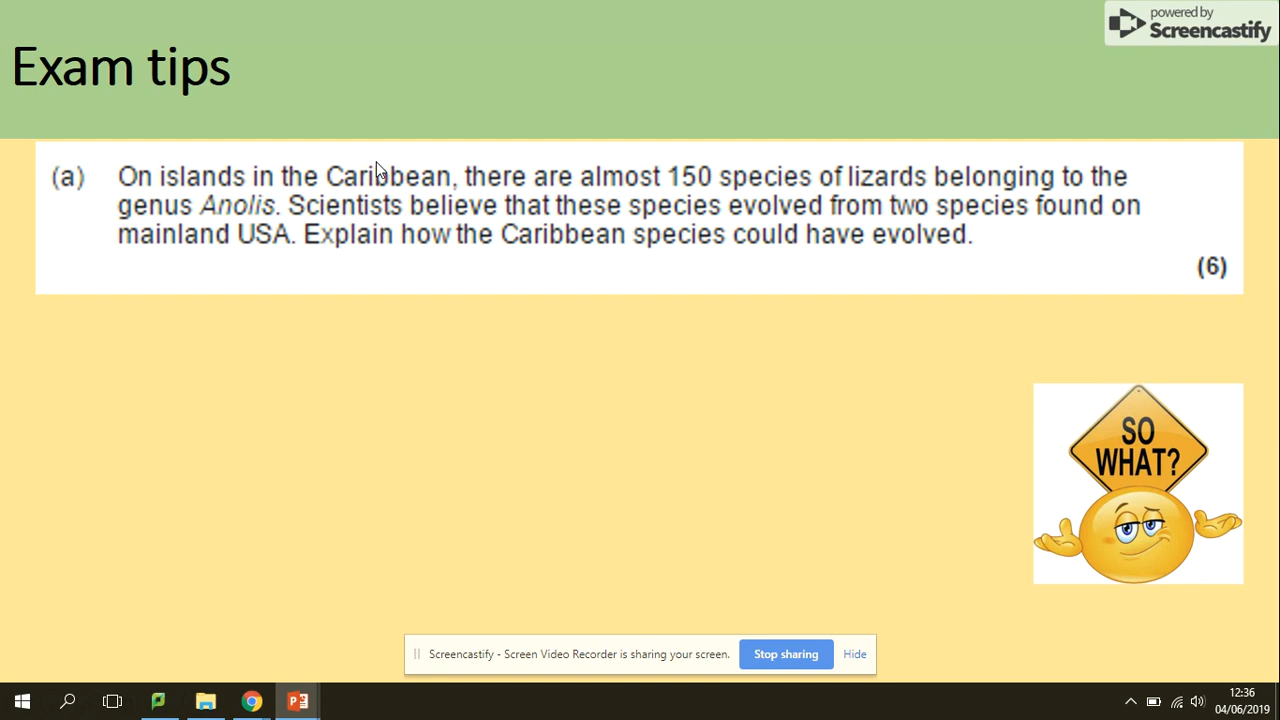 powered by
Screencastify
Exam tips
(a) On islands in the Caribbean, there are almost 150 species of lizards belonging to the
genus Anolis. Scientists believe that these species evolved from two species found on
mainland USA. Explain how the Caribbean species could have evolved.
(6)
SO
WHAT?
Screencastify - Screen Video Recorder is sharing your screen.
Stop sharing
Hide
12:36
04/06/2019